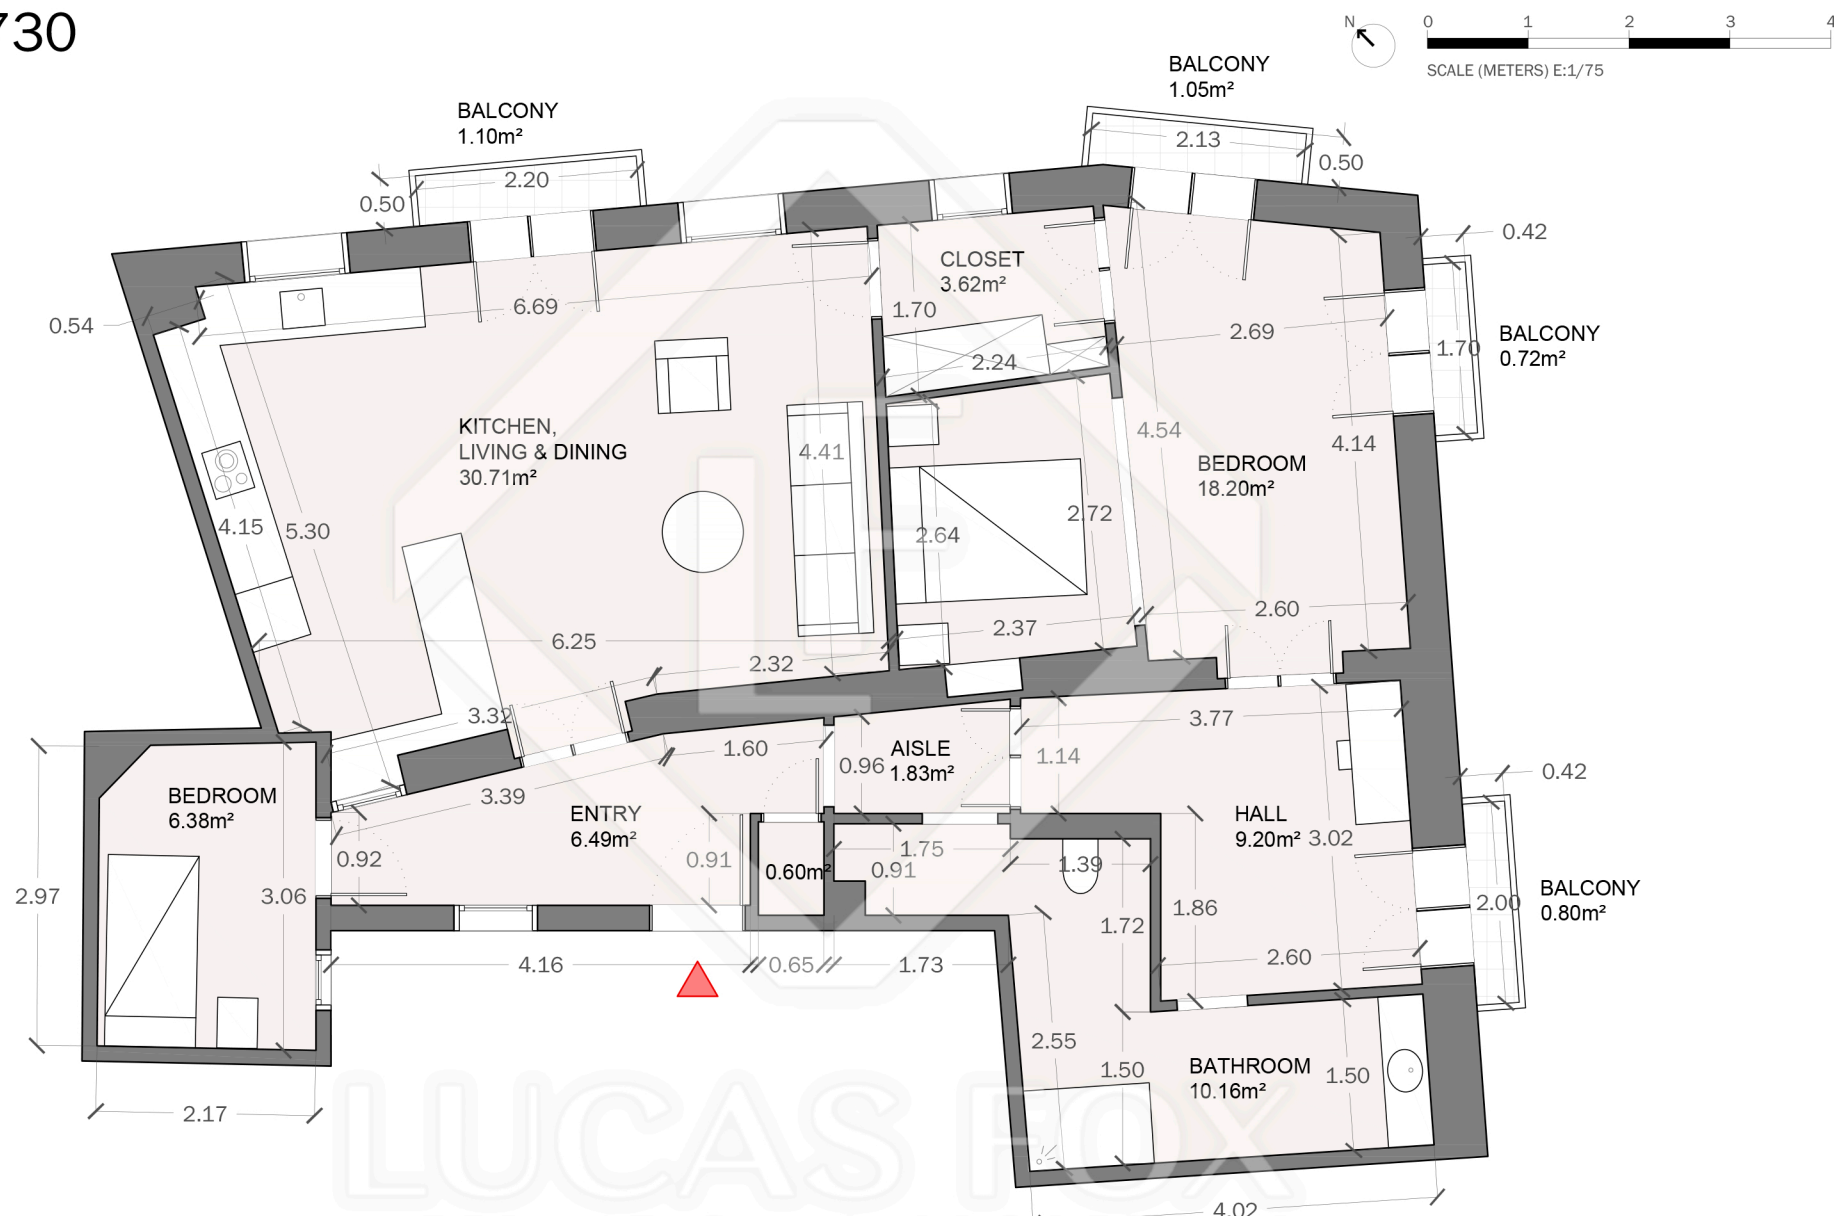 730
N
0 1 2 3 4
SCALE (METERS) E:1/75
BALCONY
1.05m²
BALCONY
1.10m²
2.13
0.50
2.20
0.50
0.42
CLOSET
3.62m²
6.69
1.70
0.54
2.69
BALCONY
0.72m²
1.70
2.24
KITCHEN,
LIVING & DINING
30.71m²
4.41
4.54
4.14
BEDROOM
18.20m²
4.15
5.30
2.64
2.72
2.60
6.25
2.37
2.32
3.32
3.77
1.60
AISLE
1.83m²
0.96
1.14
0.42
3.39
BEDROOM
6.38m²
ENTRY
6.49m²
HALL
9.20m²
3.02
0.92
0.91
0.60m²
1.75
0.91
1.39
2.97
3.06
BALCONY
0.80m²
2.00
1.86
1.72
4.16
0.65
1.73
2.60
2.55
1.50
BATHROOM
10.16m²
1.50
2.17
LUCAS FOX
4.02